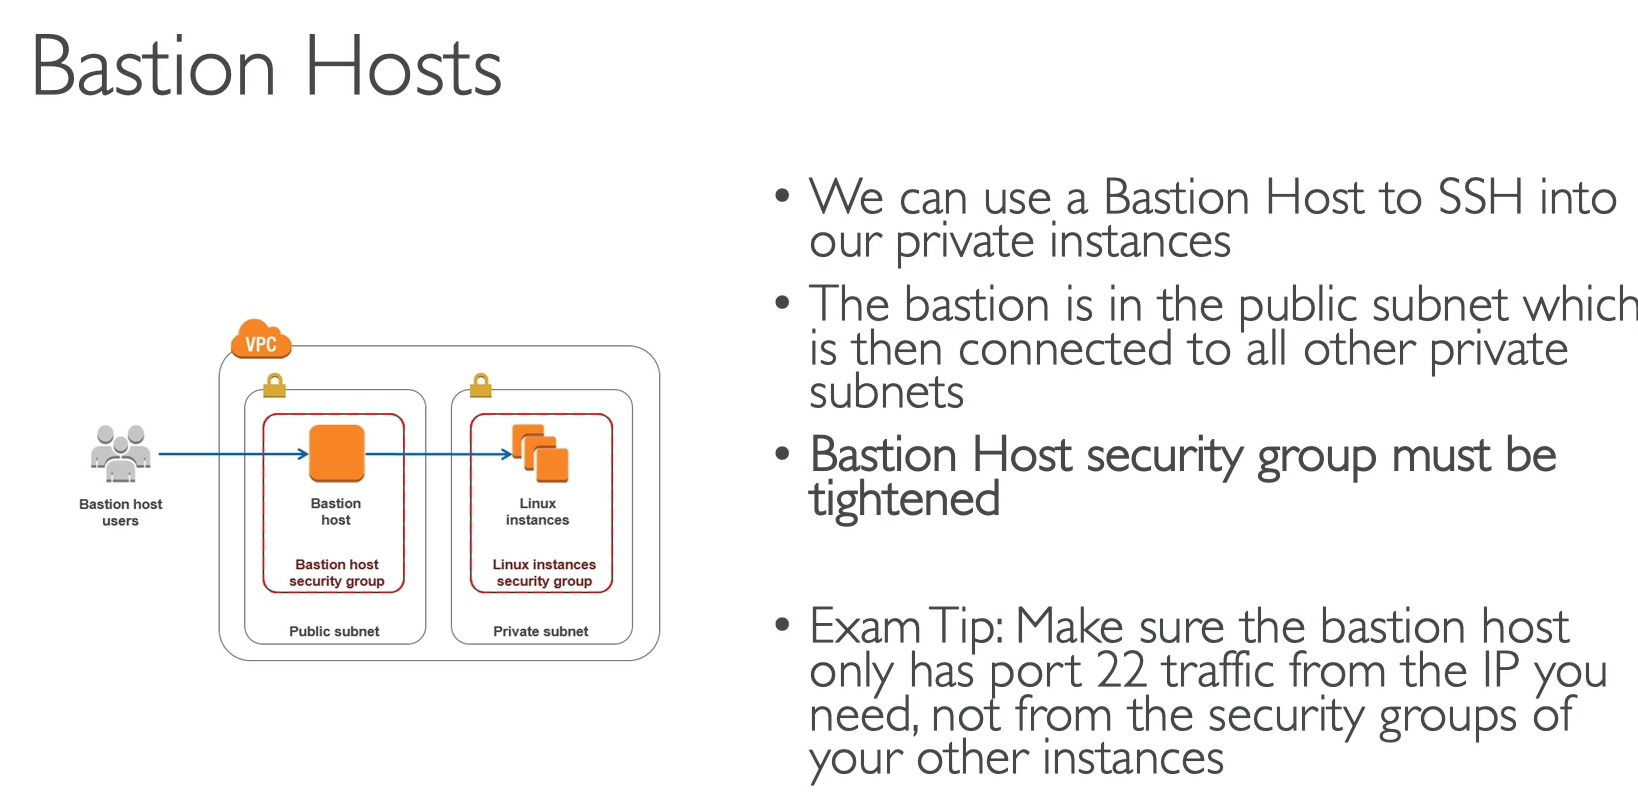 Bastion Hosts
• We can use a Bastion Host to SSH into
our private instances
• The bastion is in the public subnet which
is then connected to all other private
subnets
• Bastion Host security group must be
tightened
• Exam Tip: Make sure the bastion host
only has port 22 traffic from the IP you
need, not from the security groups of
your other instances
VPC
Bastion host
users
Bastion
host
Bastion host
security group
Public subnet
Linux
instances
Linux instances
security group
Private subnet